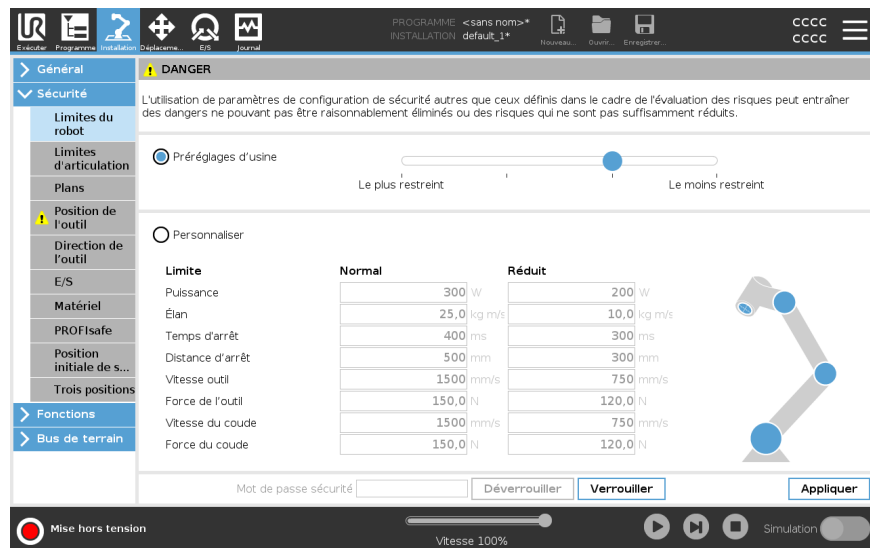 PROGRAMME <sans nom>*
INSTALLATION default_1*
Exécuter
Programme
Installation
Déplaceme...
E/S
Journal
Nouveau...
Ouvrir...
Enregistrer...
cccc
cccc
Général
Sécurité
Limites du
robot
Limites
d'articulation
Plans
Position de
l'outil
Direction de
l'outil
E/S
Matériel
PROFIsafe
Position
initiale de s...
Trois positions
Fonctions
Bus de terrain
DANGER
L'utilisation de paramètres de configuration de sécurité autres que ceux définis dans le cadre de l'évaluation des risques peut entraîner
des dangers ne pouvant pas être raisonnablement éliminés ou des risques qui ne sont pas suffisamment réduits.
Préréglages d'usine
Le plus restreint
Le moins restreint
Personnaliser
Limite Normal Réduit
Puissance 300 W 200 W
Élan 25,0 kg m/s 10,0 kg m/s
Temps d'arrêt 400 ms 300 ms
Distance d'arrêt 500 mm 300 mm
Vitesse outil 1500 mm/s 750 mm/s
Force de l'outil 150,0 N 120,0 N
Vitesse du coude 1500 mm/s 750 mm/s
Force du coude 150,0 N 120,0 N
Mot de passe sécurité Déverrouiller Verrouiller Appliquer
Mise hors tension
Vitesse 100%
Simulation